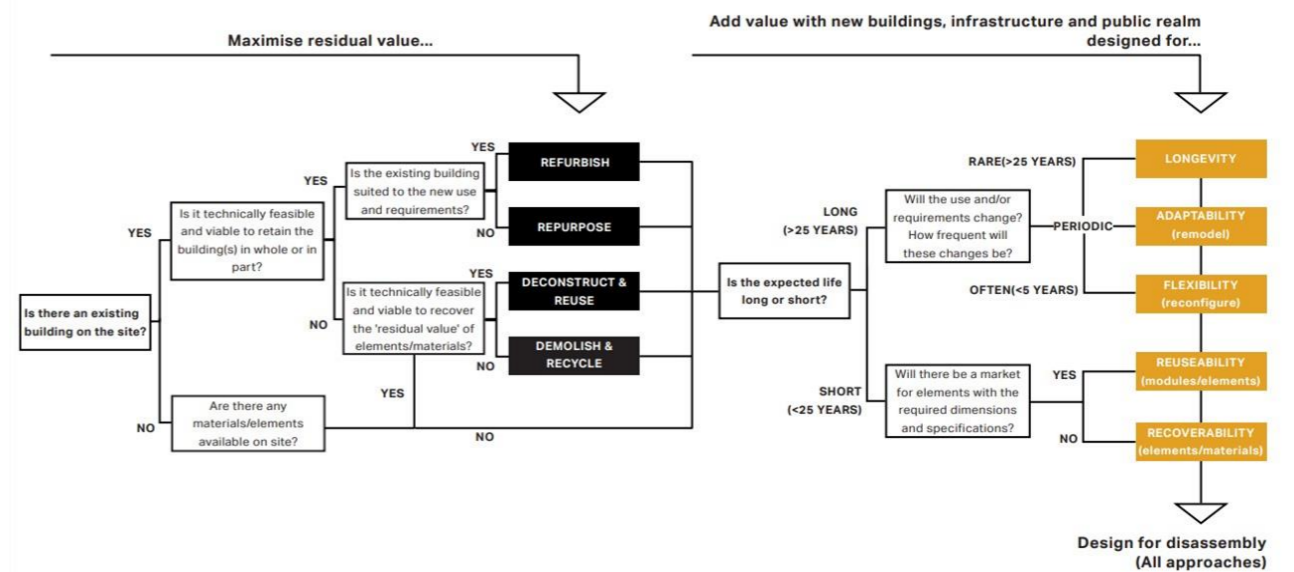 Maximise residual value...
Add value with new buildings, infrastructure and public realm
designed for...
Is there an existing
building on the site?
YES
NO
Is it technically feasible
and viable to retain the
building(s) in whole or in
part?
Are there any
materials/elements
available on site?
YES
NO
YES
NO
Is the existing building
suited to the new use
and requirements?
Is it technically feasible
and viable to recover
the 'residual value' of
elements/materials?
YES
NO
YES
NO
REFURBISH
REPURPOSE
DECONSTRUCT &
REUSE
DEMOLISH &
RECYCLE
Is the expected life
long or short?
LONG
(>25 YEARS)
SHORT
(<25 YEARS)
Will the use and/or
requirements change?
How frequent will
these changes be?
Will there be a market
for elements with the
required dimensions
and specifications?
RARE(>25 YEARS)
PERIODIC
OFTEN(<5 YEARS)
YES
NO
LONGEVITY
ADAPTABILITY
(remodel)
FLEXIBILITY
(reconfigure)
REUSEABILITY
(modules/elements)
RECOVERABILITY
(elements/materials)
Design for disassembly
(All approaches)